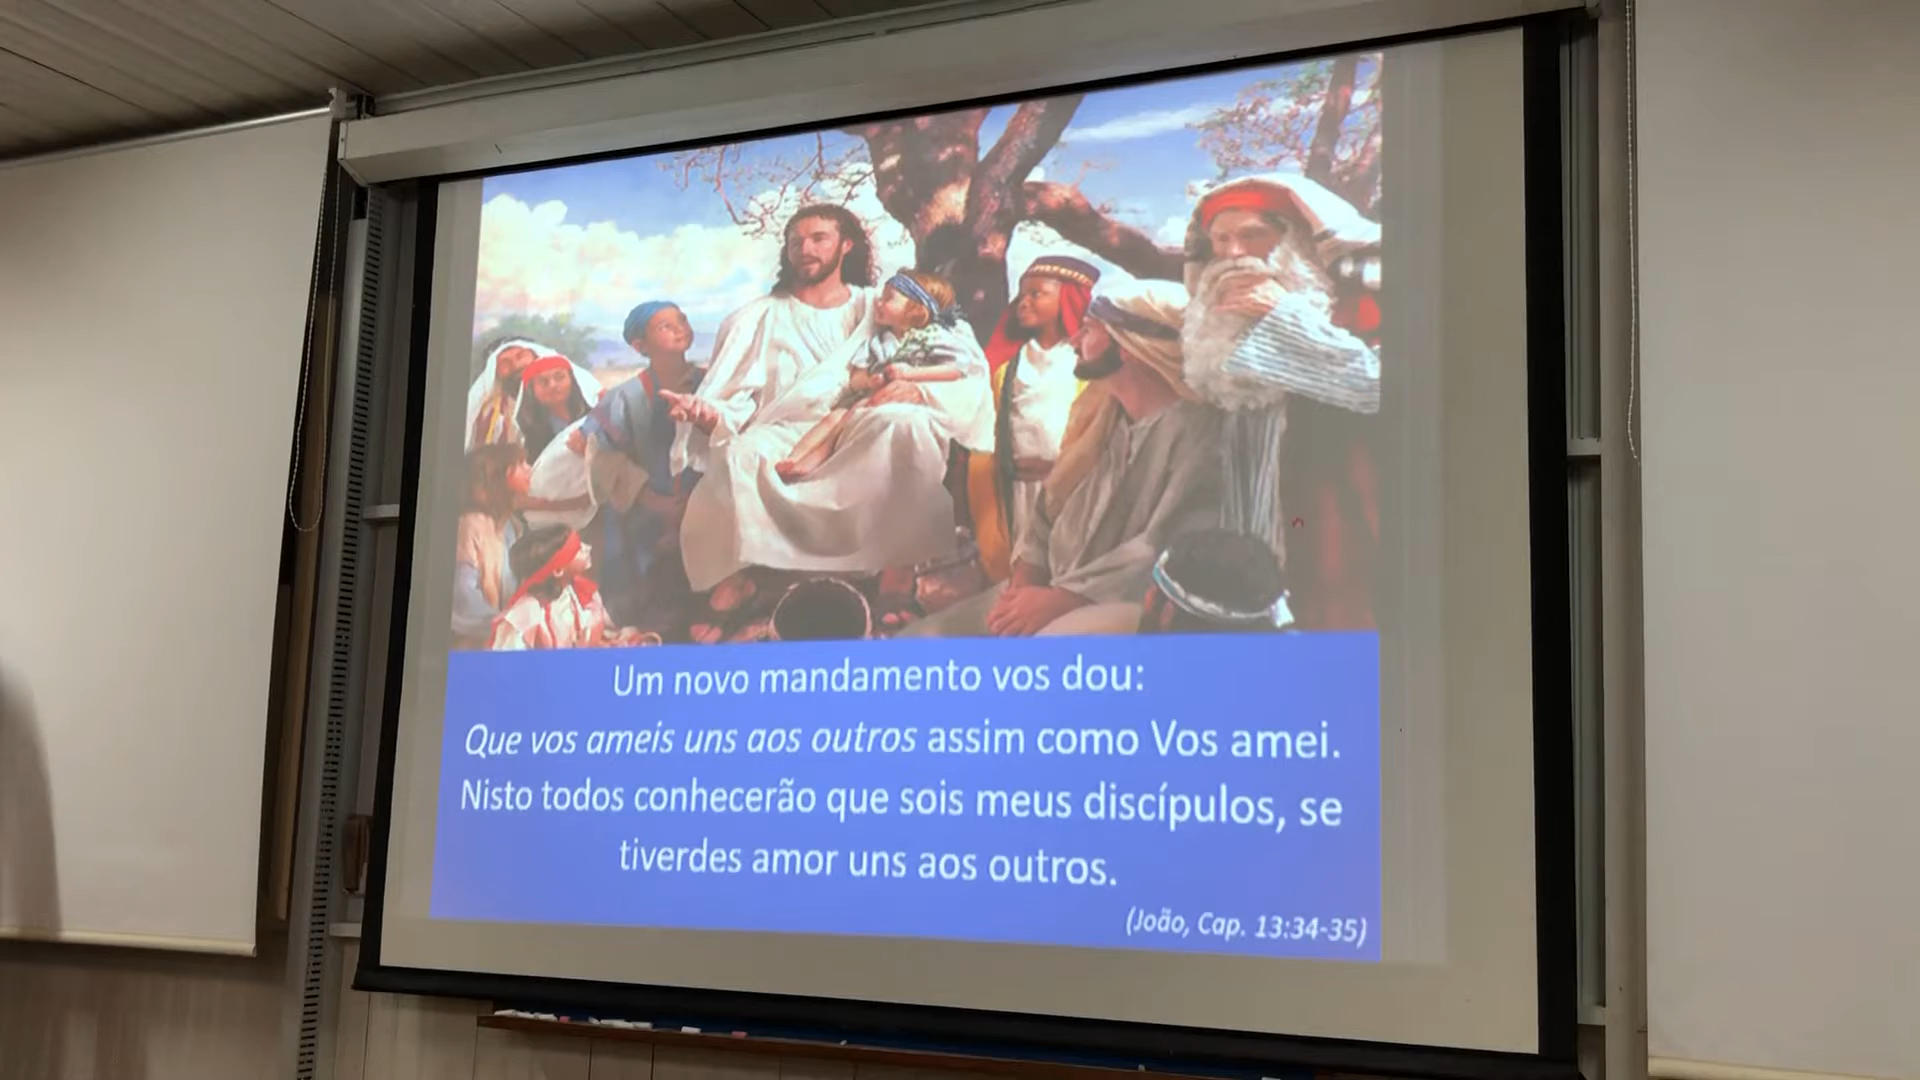 Um novo mandamento vos dou:
Que vos ameis uns aos outros assim como Vos amei.
Nisto todos conhecerão que sois meus discípulos, se
tiverdes amor uns aos outros.
(João, Cap. 13:34-35)